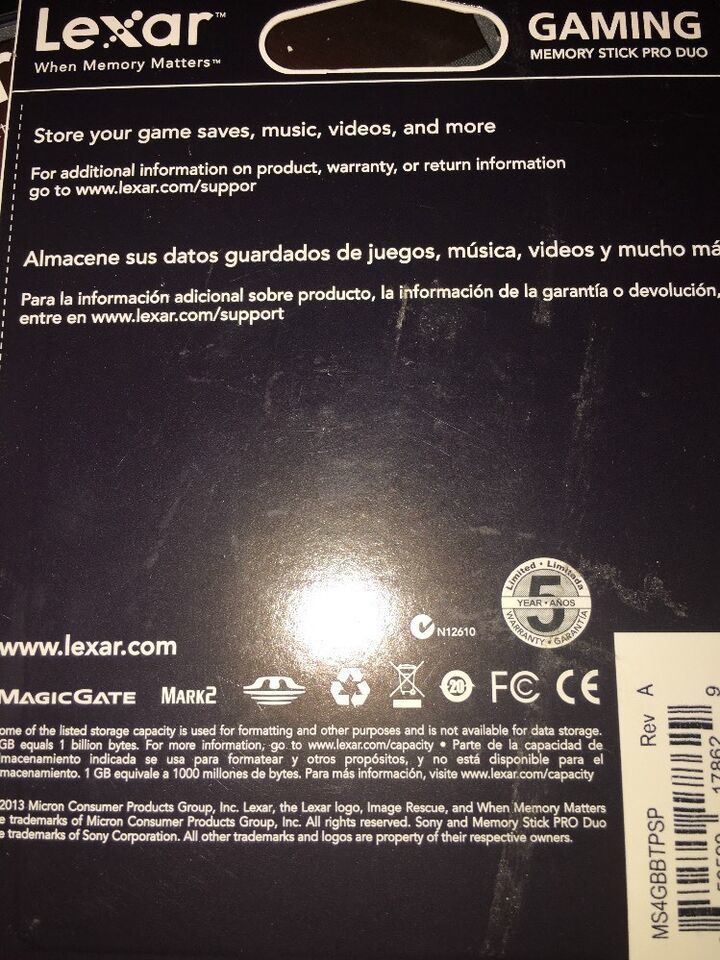 Lexar™
When Memory Matters™
GAMING
MEMORY STICK PRO DUO
Store your game saves, music, videos, and more
For additional information on product, warranty, or return information
go to www.lexar.com/suppor
Almacene sus datos guardados de juegos, música, videos y mucho má
Para la información adicional sobre producto, la información de la garantía o devolución,
entre en www.lexar.com/support
Limited • Limitada
5
YEAR • AÑOS
WARRANTY • GARANTÍA
N12610
www.lexar.com
MAGICGATE MARK2 20 FC CE
ome of the listed storage capacity is used for formatting and other purposes and is not available for data storage.
GB equals 1 billion bytes. For more information, go to www.lexar.com/capacity • Parte de la capacidad de
macenamiento indicada se usa para formatear y otros propósitos, y no está disponible para el
macenamiento. 1 GB equivale a 1000 millones de bytes. Para más información, visite www.lexar.com/capacity
2013 Micron Consumer Products Group, Inc. Lexar, the Lexar logo, Image Rescue, and When Memory Matters
e trademarks of Micron Consumer Products Group, Inc. All rights reserved. Sony and Memory Stick PRO Duo
e trademarks of Sony Corporation. All other trademarks and logos are property of their respective owners.
MS4GBBTPSP Rev A
17862 9